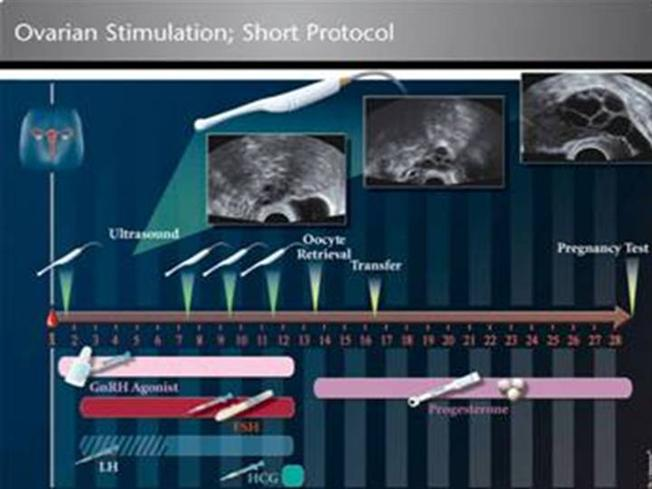 Ovarian Stimulation; Short Protocol
Ultrasound
Oocyte
Retrieval
Transfer
Pregnancy Test
1 2 3 4 5 6 7 8 9 10 11 12 13 14 15 16 17 18 19 20 21 22 23 24 25 26 27 28
GnRH Agonist
FSH
Progesterone
LH
HCG